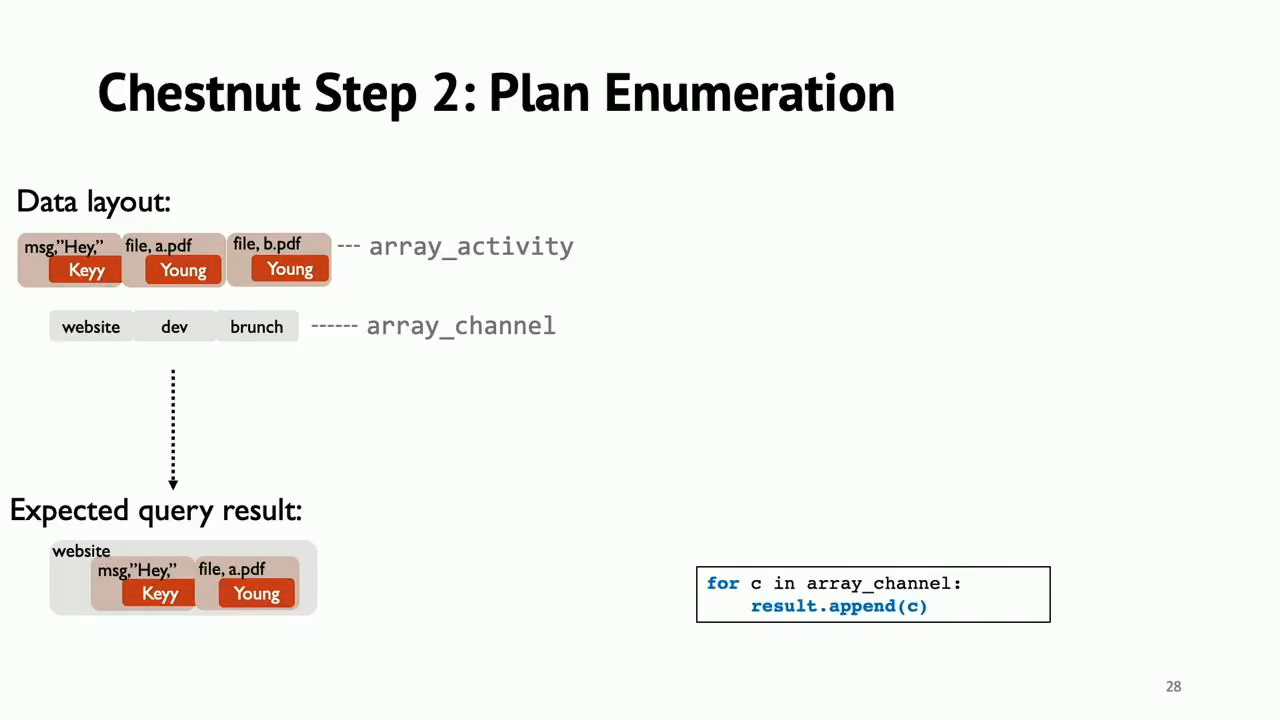 Chestnut Step 2: Plan Enumeration
Data layout:
msg,”Hey,” file, a.pdf file, b.pdf --- array_activity
Keyy Young Young
website dev brunch ------ array_channel
Expected query result:
website
msg,”Hey,” file, a.pdf
Keyy Young
for c in array_channel:
result.append(c)
28